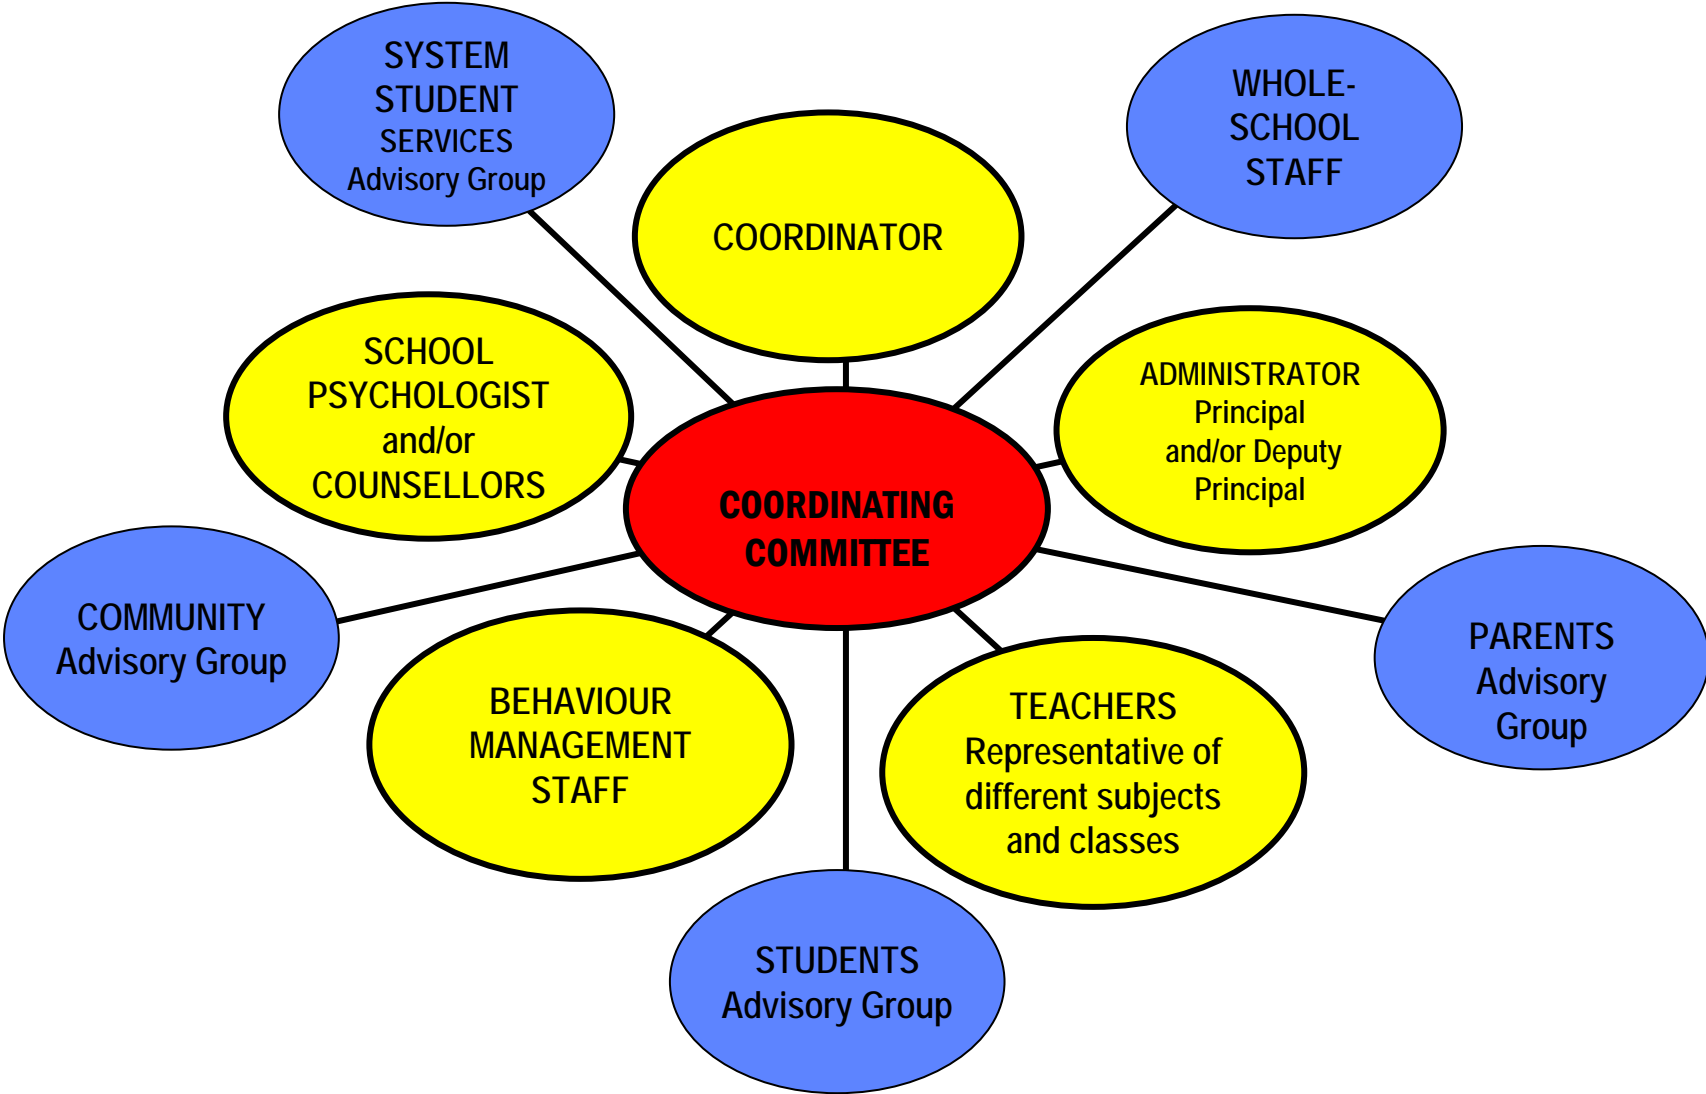 SYSTEM
STUDENT
SERVICES
Advisory Group
WHOLE-
SCHOOL
STAFF
COORDINATOR
SCHOOL
PSYCHOLOGIST
and/or
COUNSELLORS
ADMINISTRATOR
Principal
and/or Deputy
Principal
COORDINATING
COMMITTEE
COMMUNITY
Advisory Group
PARENTS
Advisory
Group
BEHAVIOUR
MANAGEMENT
STAFF
TEACHERS
Representative of
different subjects
and classes
STUDENTS
Advisory Group